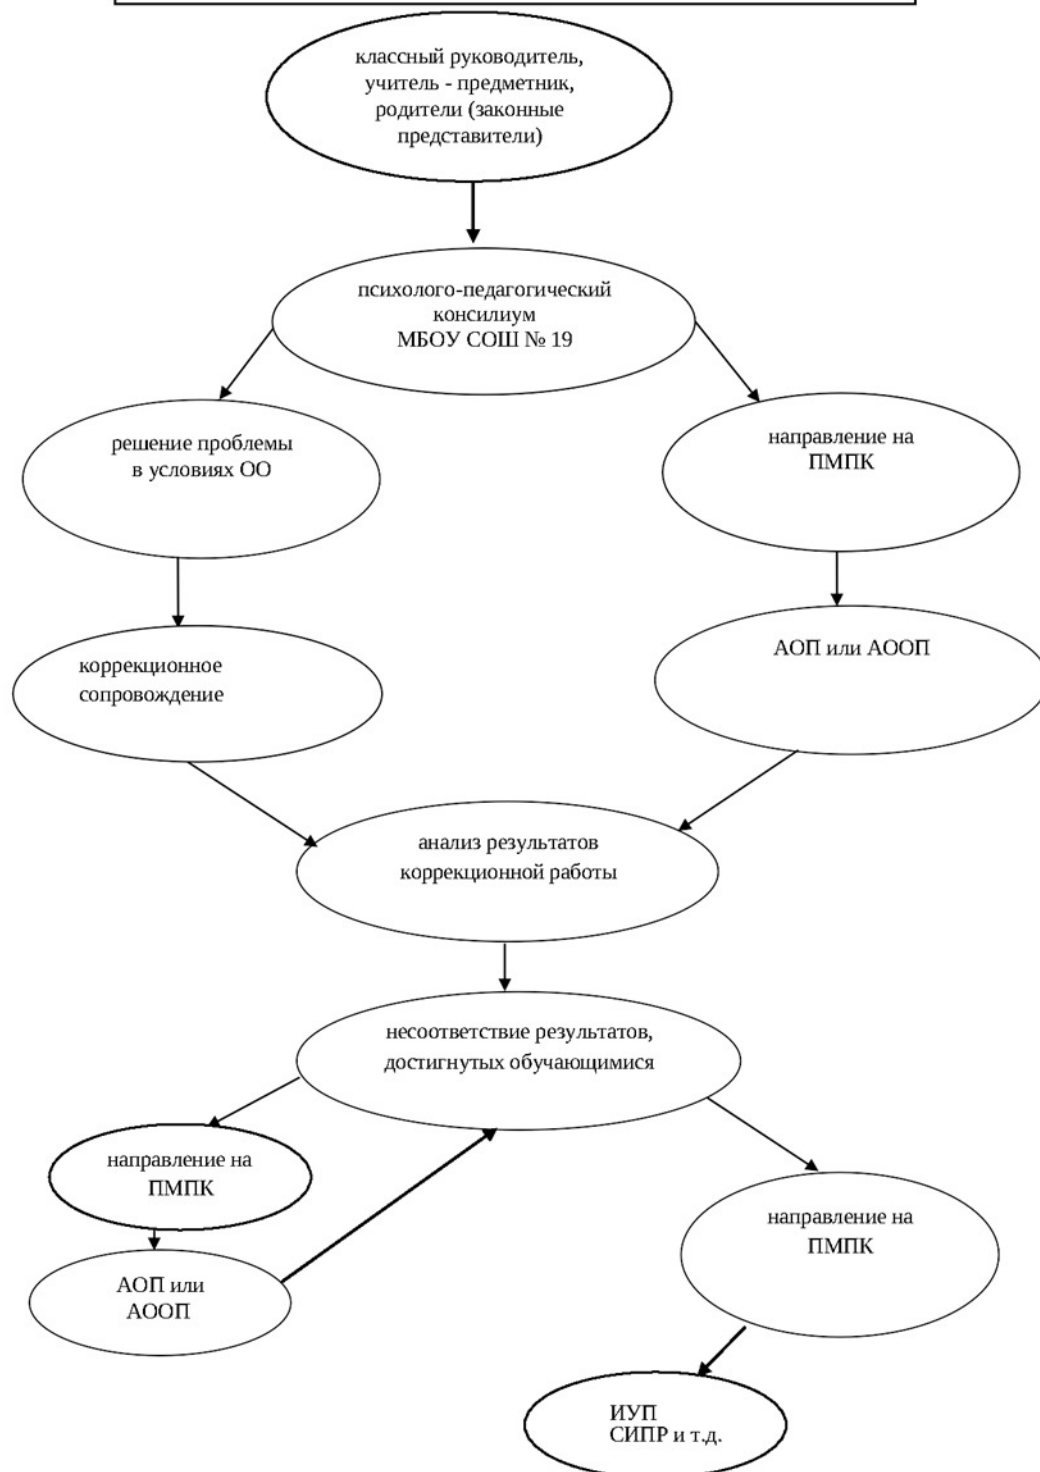 классный руководитель,
учитель - предметник,
родители (законные
представители)
психолого-педагогический
консилиум
МБОУ СОШ № 19
решение проблемы
в условиях ОО
направление на
ПМПК
коррекционное
сопровождение
АОП или АООП
анализ результатов
коррекционной работы
несоответствие результатов,
достигнутых обучающимися
направление на
ПМПК
АОП или
АООП
направление на
ПМПК
ИУП
СИПР и т.д.